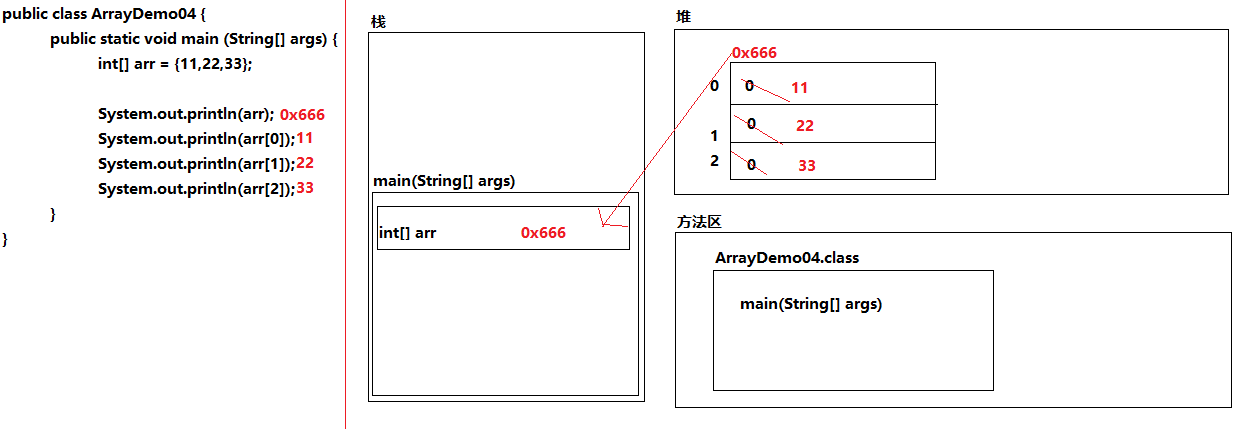 public class ArrayDemo04 {
public static void main (String[] args) {
int[] arr = {11,22,33};
System.out.println(arr); 0x666
System.out.println(arr[0]);11
System.out.println(arr[1]);22
System.out.println(arr[2]);33
}
}
栈
main(String[] args)
int[] arr 0x666
堆
0x666
0 0 11
1 0 22
2 0 33
方法区
ArrayDemo04.class
main(String[] args)